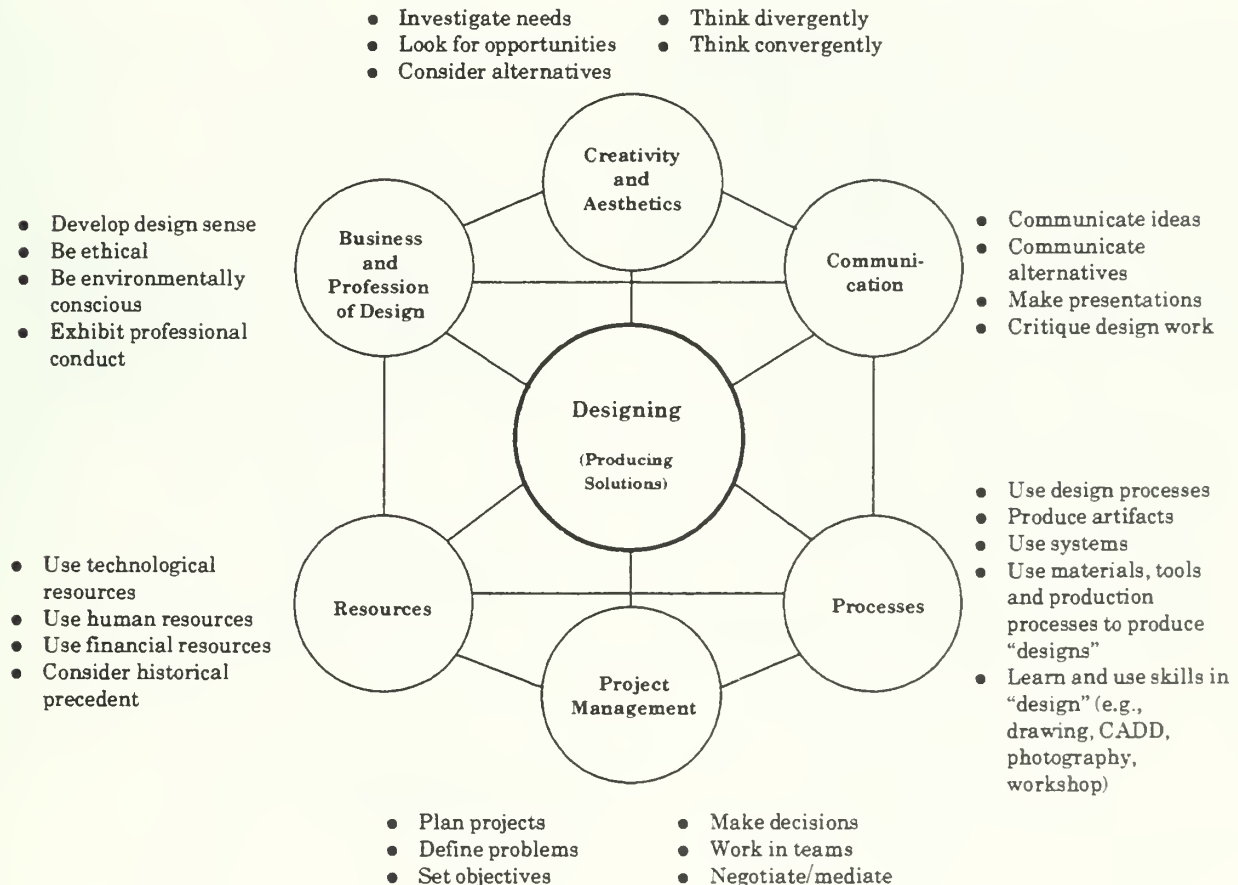 ● Investigate needs
● Look for opportunities
● Consider alternatives
● Think divergently
● Think convergently
Creativity
and
Aesthetics
● Develop design sense
● Be ethical
● Be environmentally
conscious
● Exhibit professional
conduct
Business
and
Profession
of Design
Communi-
cation
● Communicate ideas
● Communicate
alternatives
● Make presentations
● Critique design work
Designing
(Producing
Solutions)
● Use technological
resources
● Use human resources
● Use financial resources
● Consider historical
precedent
Resources
Processes
● Use design processes
● Produce artifacts
● Use systems
● Use materials, tools
and production
processes to produce
“designs”
● Learn and use skills in
“design” (e.g.,
drawing, CADD,
photography,
workshop)
Project
Management
● Plan projects
● Define problems
● Set objectives
● Make decisions
● Work in teams
● Negotiate/mediate